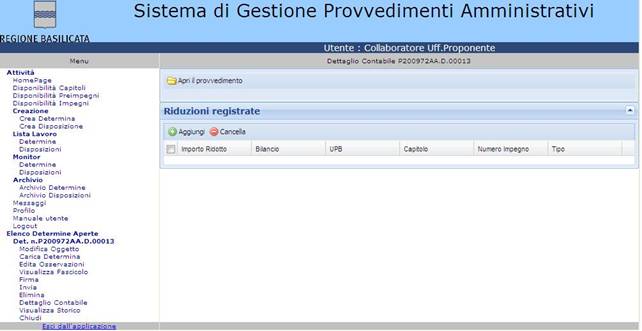 Sistema di Gestione Provvedimenti Amministrativi
REGIONE BASILICATA
Utente : Collaboratore Uff.Proponente
Menu
Dettaglio Contabile P200972AA.D.00013
Attività
HomePage
Disponibilità Capitoli
Disponibilità Preimpegni
Disponibilità Impegni
Creazione
Crea Determina
Crea Disposizione
Lista Lavoro
Determine
Disposizioni
Monitor
Determine
Disposizioni
Archivio
Archivio Determine
Archivio Disposizioni
Messaggi
Profilo
Manuale utente
Logout
Elenco Determine Aperte
Det. n.P200972AA.D.00013
Modifica Oggetto
Carica Determina
Edita Osservazioni
Visualizza Fascicolo
Firma
Invia
Elimina
Dettaglio Contabile
Visualizza Storico
Chiudi
Esci dall'applicazione
Apri il provvedimento
Riduzioni registrate
Aggiungi Cancella
Importo Ridotto Bilancio UPB Capitolo Numero Impegno Tipo